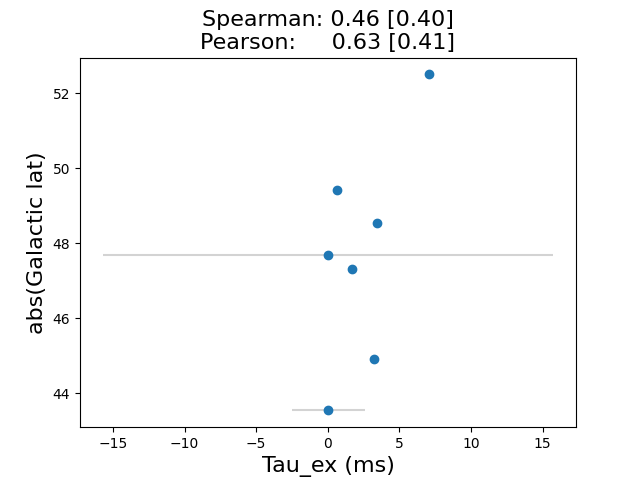 Spearman: 0.46 [0.40]
Pearson: 0.63 [0.41]
abs(Galactic lat)
52
50
48
46
44
−15 −10 −5 0 5 10 15
Tau_ex (ms)